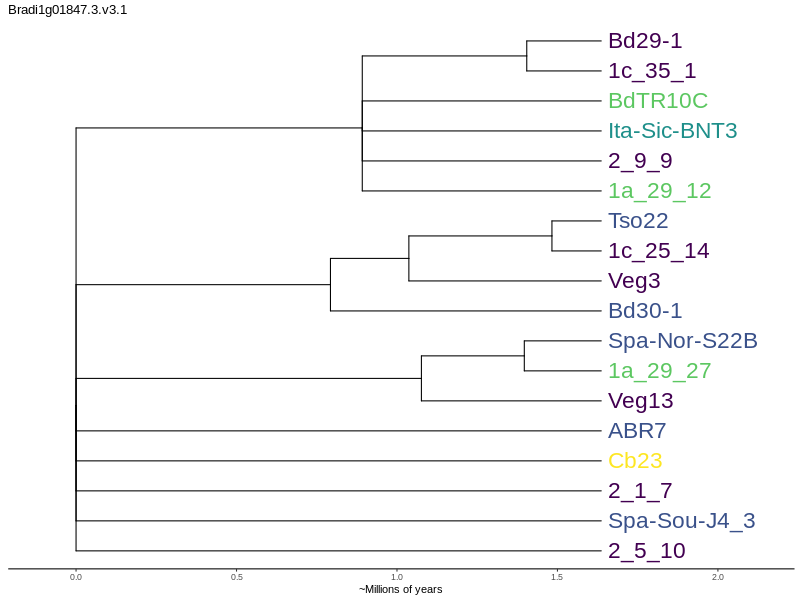 Bradi1g01847.3.v3.1
Bd29-1
1c_35_1
BdTR10C
Ita-Sic-BNT3
2_9_9
1a_29_12
Tso22
1c_25_14
Veg3
Bd30-1
Spa-Nor-S22B
1a_29_27
Veg13
ABR7
Cb23
2_1_7
Spa-Sou-J4_3
2_5_10
0.0 0.5 1.0 1.5 2.0
~Millions of years